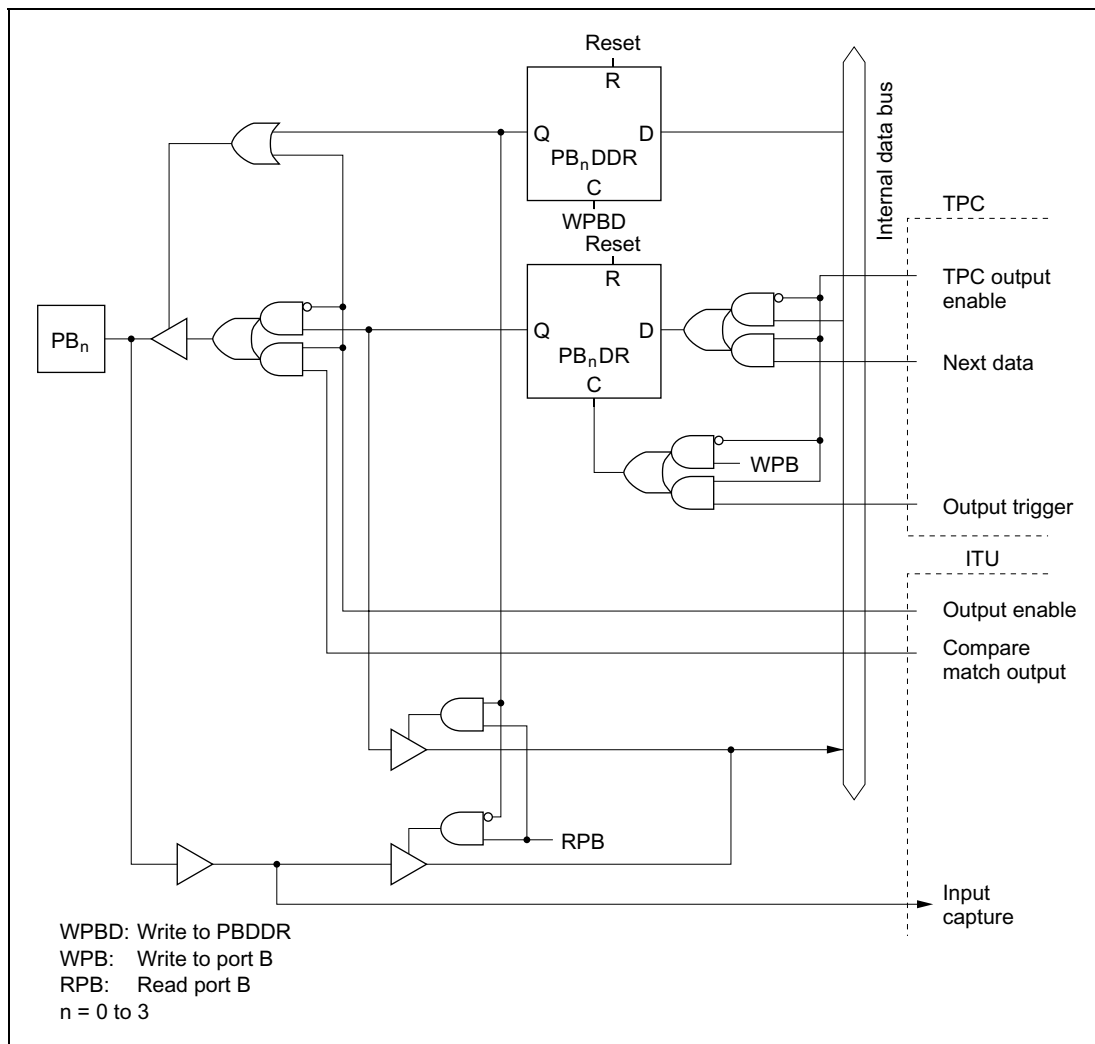 Reset
R
Q
D
PBnDDR
C
WPBD
Internal data bus
TPC
Reset
R
TPC output
enable
PBn
Q
D
PBnDR
C
Next data
WPB
Output trigger
ITU
Output enable
Compare
match output
RPB
Input
capture
WPBD: Write to PBDDR
WPB: Write to port B
RPB: Read port B
n = 0 to 3